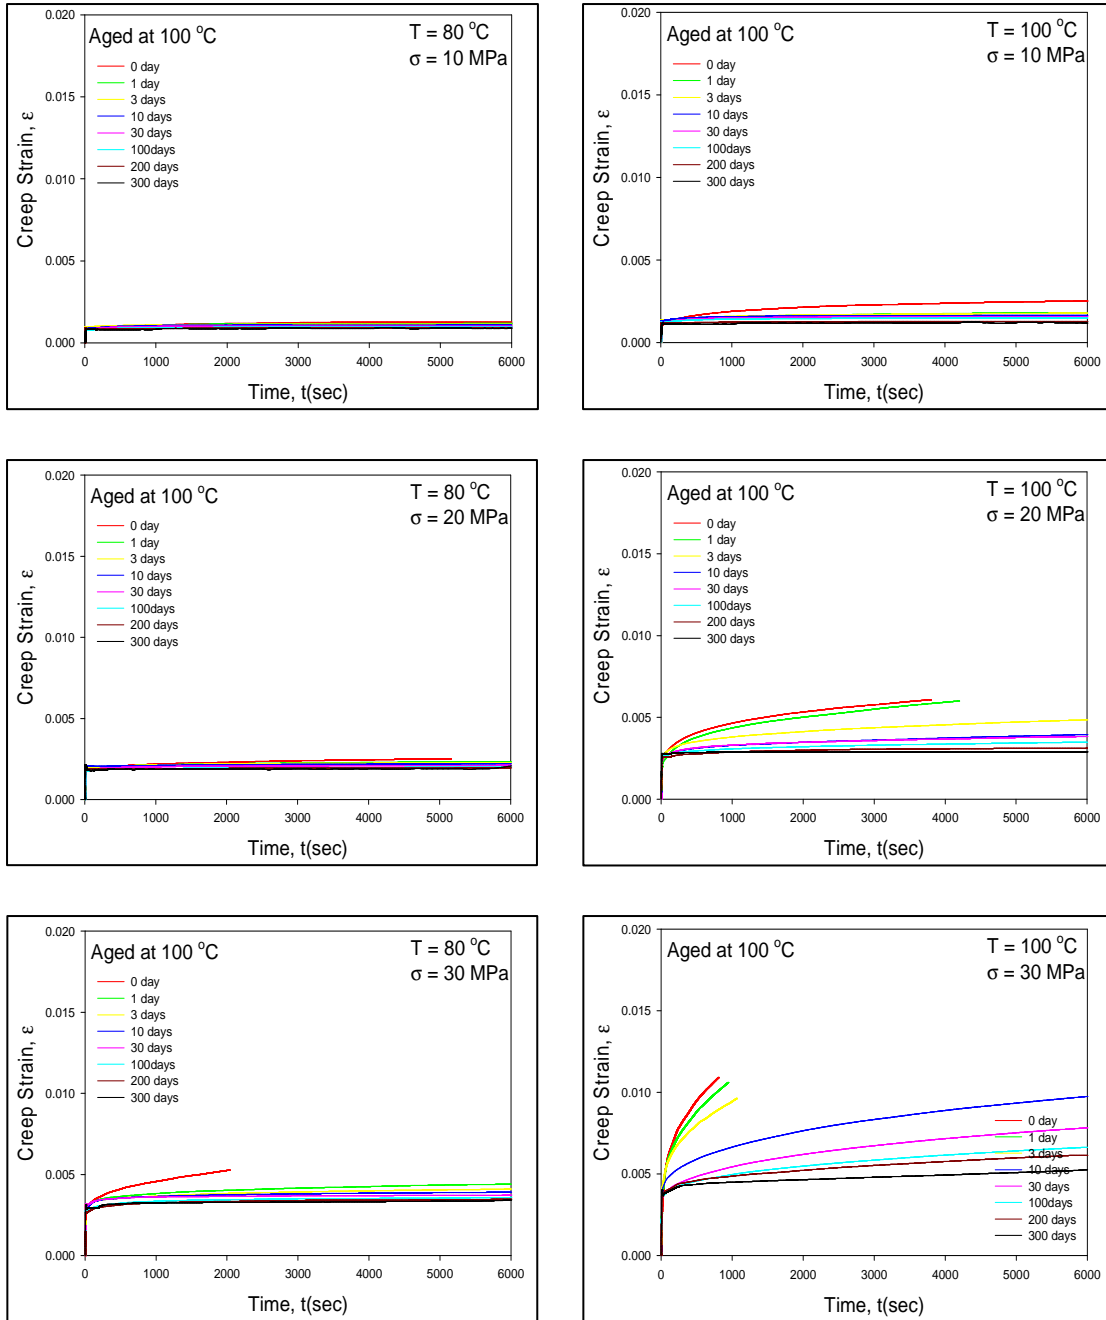 Aged at 100 °C
T = 80 °C
σ = 10 MPa
0 day
1 day
3 days
10 days
30 days
100days
200 days
300 days
Creep Strain, ε
0.020
0.015
0.010
0.005
0.000
0 1000 2000 3000 4000 5000 6000
Time, t(sec)
Aged at 100 °C
T = 100 °C
σ = 10 MPa
0 day
1 day
3 days
10 days
30 days
100days
200 days
300 days
Creep Strain, ε
0.020
0.015
0.010
0.005
0.000
0 1000 2000 3000 4000 5000 6000
Time, t(sec)
Aged at 100 °C
T = 80 °C
σ = 20 MPa
0 day
1 day
3 days
10 days
30 days
100days
200 days
300 days
Creep Strain, ε
0.020
0.015
0.010
0.005
0.000
0 1000 2000 3000 4000 5000 6000
Time, t(sec)
Aged at 100 °C
T = 100 °C
σ = 20 MPa
0 day
1 day
3 days
10 days
30 days
100days
200 days
300 days
Creep Strain, ε
0.020
0.015
0.010
0.005
0.000
0 1000 2000 3000 4000 5000 6000
Time, t(sec)
Aged at 100 °C
T = 80 °C
σ = 30 MPa
0 day
1 day
3 days
10 days
30 days
100days
200 days
300 days
Creep Strain, ε
0.020
0.015
0.010
0.005
0.000
0 1000 2000 3000 4000 5000 6000
Time, t(sec)
Aged at 100 °C
T = 100 °C
σ = 30 MPa
0 day
1 day
3 days
10 days
30 days
100days
200 days
300 days
Creep Strain, ε
0.020
0.015
0.010
0.005
0.000
0 1000 2000 3000 4000 5000 6000
Time, t(sec)